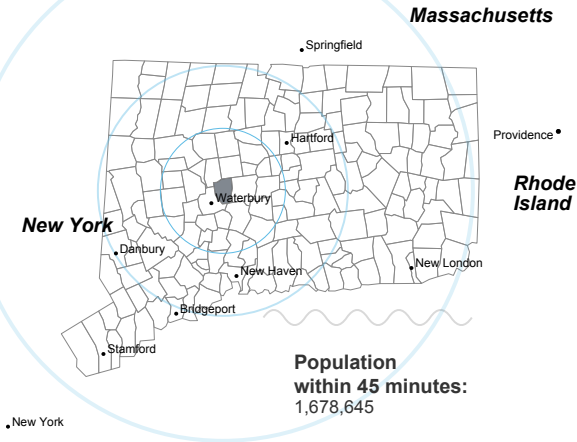 Massachusetts
Springfield
Providence
Hartford
Rhode
Island
Waterbury
New York
Danbury
New London
New Haven
Bridgeport
Stamford
Population
within 45 minutes:
1,678,645
New York